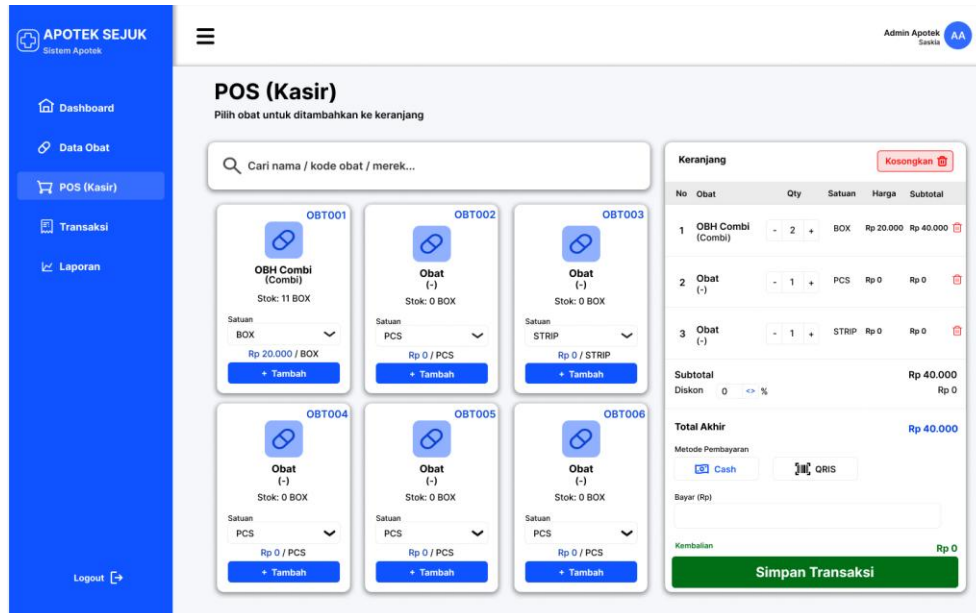 APOTEK SEJUK
Sistem Apotek
Admin Apotek
Saskia
AA
Dashboard
Data Obat
POS (Kasir)
Transaksi
Laporan
Logout
POS (Kasir)
Pilih obat untuk ditambahkan ke keranjang
Cari nama / kode obat / merek...
OBT001
OBH Combi
(Combi)
Stok: 11 BOX
Satuan
BOX
Rp 20.000 / BOX
+ Tambah
OBT002
Obat
(-)
Stok: 0 BOX
Satuan
PCS
Rp 0 / PCS
+ Tambah
OBT003
Obat
(-)
Stok: 0 BOX
Satuan
STRIP
Rp 0 / STRIP
+ Tambah
OBT004
Obat
(-)
Stok: 0 BOX
Satuan
PCS
Rp 0 / PCS
+ Tambah
OBT005
Obat
(-)
Stok: 0 BOX
Satuan
PCS
Rp 0 / PCS
+ Tambah
OBT006
Obat
(-)
Stok: 0 BOX
Satuan
PCS
Rp 0 / PCS
+ Tambah
Keranjang
Kosongkan
No Obat Qty Satuan Harga Subtotal
1 OBH Combi - 2 + BOX Rp 20.000 Rp 40.000
(Combi)
2 Obat - 1 + PCS Rp 0 Rp 0
(-)
3 Obat - 1 + STRIP Rp 0 Rp 0
(-)
Subtotal Rp 40.000
Diskon 0 <> % Rp 0
Total Akhir Rp 40.000
Metode Pembayaran
Cash QRIS
Bayar (Rp)
Kembalian Rp 0
Simpan Transaksi